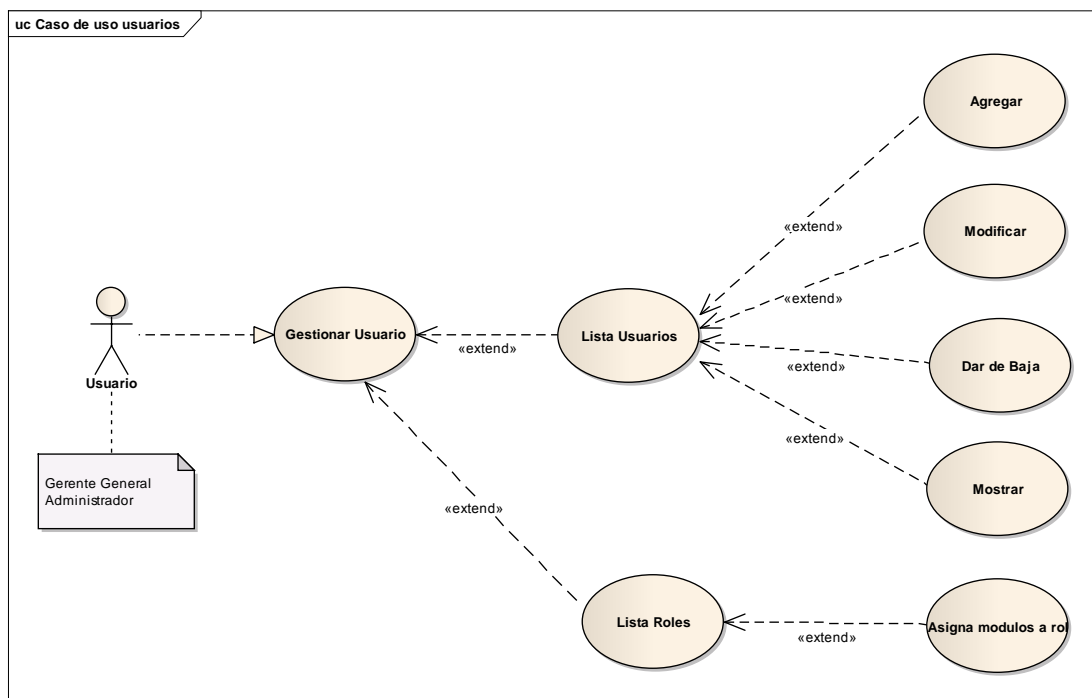 uc Caso de uso usuarios
Agregar
«extend»
Modificar
«extend»
Gestionar Usuario
«extend»
Lista Usuarios
«extend»
Dar de Baja
Usuario
«extend»
Mostrar
Gerente General
Administrador
«extend»
Lista Roles
«extend»
Asigna modulos a rol